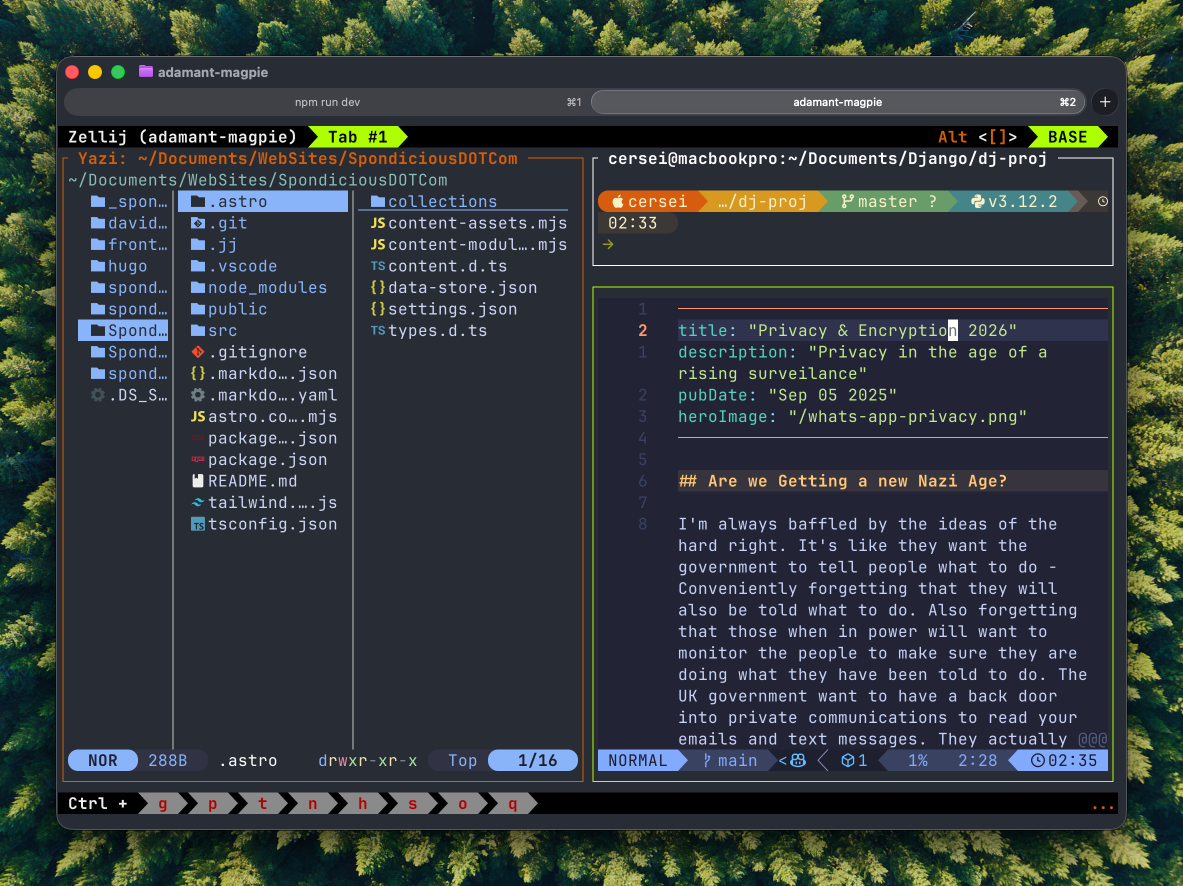 adamant-magpie
npm run dev ⌘1
adamant-magpie ⌘2 +
Zellij (adamant-magpie) Tab #1 Alt <[]> BASE
Yazi: ~/Documents/WebSites/SpondiciousDOTCom
~/Documents/WebSites/SpondiciousDOTCom
_spon…
david…
front…
hugo
spond…
spond…
Spond…
Spond…
spond…
.DS_S…
.astro
.git
.jj
.vscode
node_modules
public
src
.gitignore
{} .markdo….json
.markdo….yaml
JS astro.co….mjs
package….json
package.json
README.md
tailwind.….js
TS tsconfig.json
collections
JS content-assets.mjs
JS content-modul….mjs
TS content.d.ts
{} data-store.json
{} settings.json
TS types.d.ts
NOR 288B .astro drwxr-xr-x Top 1/16
cersei@macbookpro:~/Documents/Django/dj-proj
cersei …/dj-proj master ? v3.12.2
02:33
→
1
2 title: "Privacy & Encryption 2026"
1 description: "Privacy in the age of a
rising surveilance"
2 pubDate: "Sep 05 2025"
3 heroImage: "/whats-app-privacy.png"
4
5
6 ## Are we Getting a new Nazi Age?
7
8 I'm always baffled by the ideas of the
hard right. It's like they want the
government to tell people what to do -
Conveniently forgetting that they will
also be told what to do. Also forgetting
that those when in power will want to
monitor the people to make sure they are
doing what they have been told to do. The
UK government want to have a back door
into private communications to read your
emails and text messages. They actually @@@
NORMAL main < 1 1% 2:28 02:35
Ctrl + g p t n h s o q ...